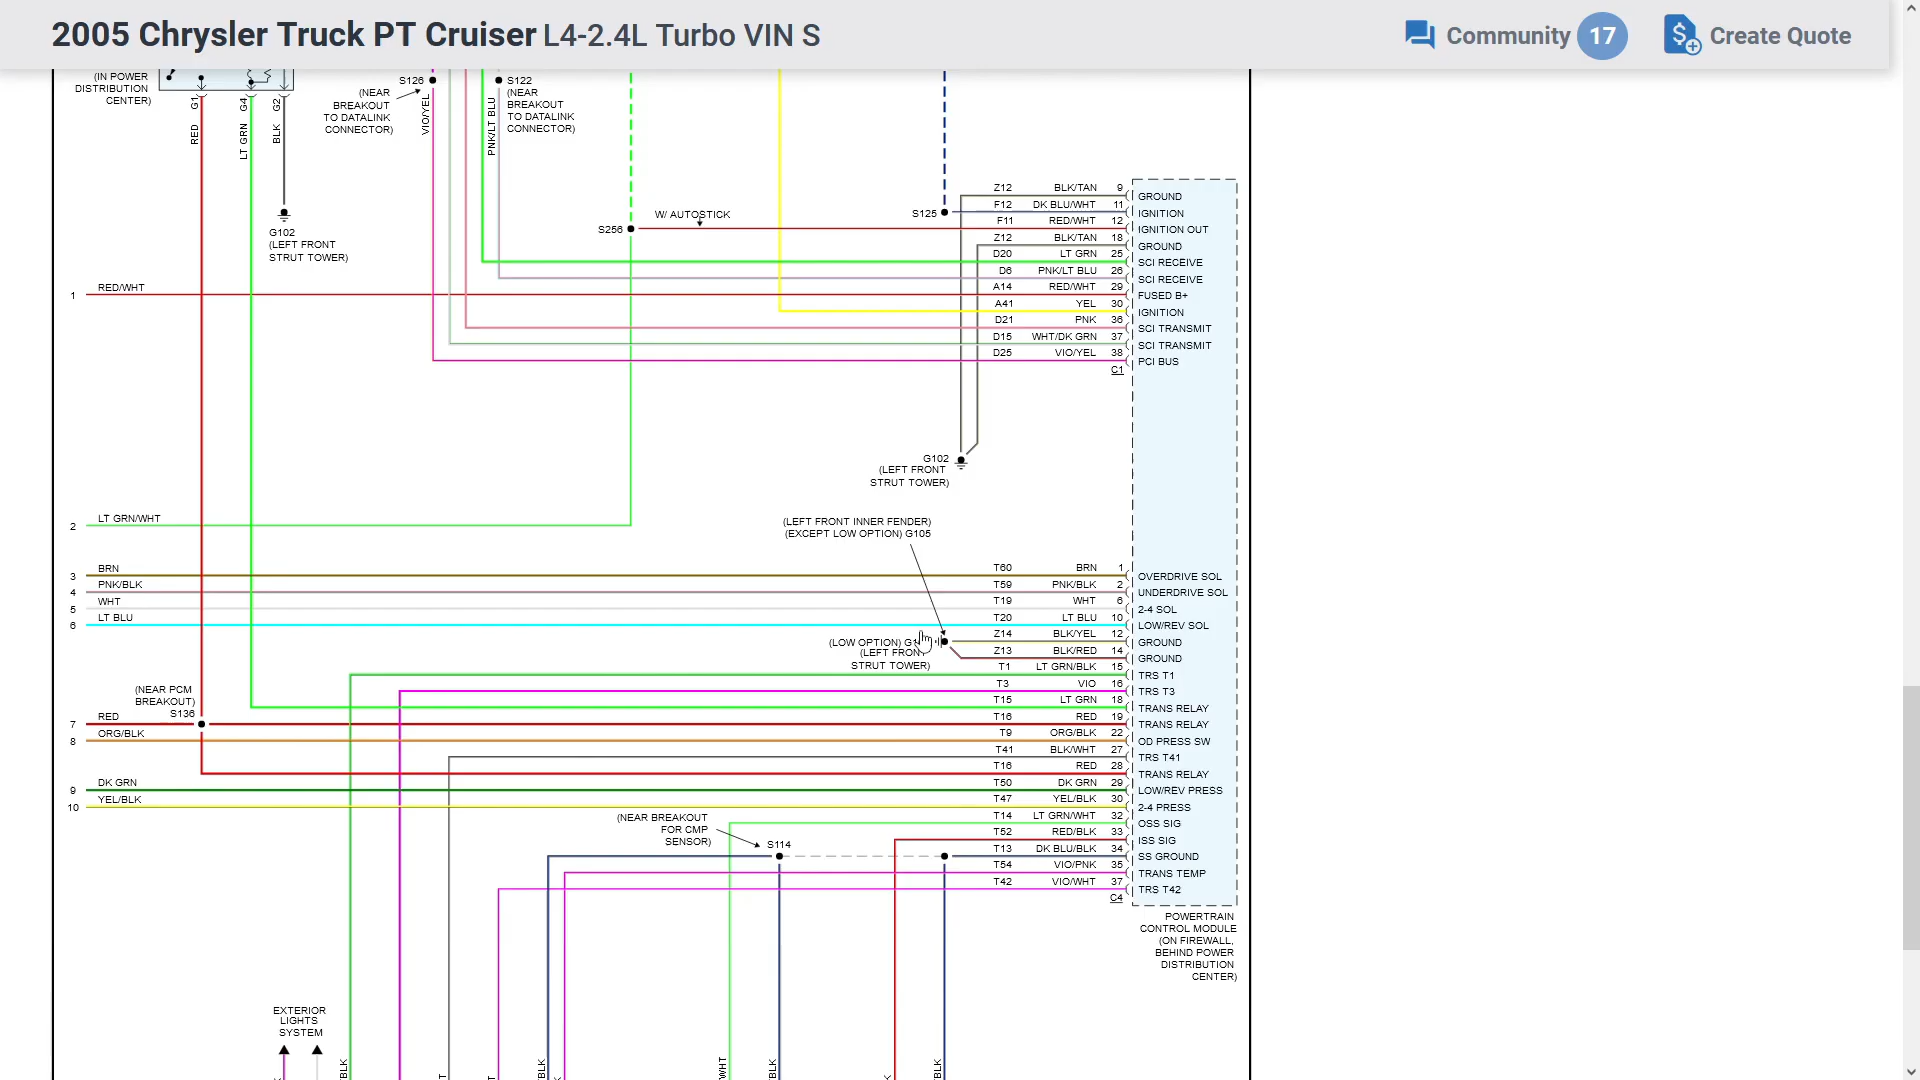 2005 Chrysler Truck PT Cruiser L4-2.4L Turbo VIN S
Community 17
Create Quote
(IN POWER
DISTRIBUTION
CENTER)
G1
G4
G2
RED
LT GRN
BLK
G102
(LEFT FRONT
STRUT TOWER)
S126
(NEAR
BREAKOUT
TO DATALINK
CONNECTOR)
VIO/YEL
PNK/LT BLU
S122
(NEAR
BREAKOUT
TO DATALINK
CONNECTOR)
W/ AUTOSTICK
S256
S125
Z12 BLK/TAN 9 GROUND
F12 DK BLU/WHT 11 IGNITION
F11 RED/WHT 12 IGNITION OUT
Z12 BLK/TAN 18 GROUND
D20 LT GRN 25 SCI RECEIVE
D6 PNK/LT BLU 26 SCI RECEIVE
A14 RED/WHT 29 FUSED B+
A41 YEL 30 IGNITION
D21 PNK 36 SCI TRANSMIT
D15 WHT/DK GRN 37 SCI TRANSMIT
D25 VIO/YEL 38 PCI BUS
C1
1 RED/WHT
G102
(LEFT FRONT
STRUT TOWER)
2 LT GRN/WHT
(LEFT FRONT INNER FENDER)
(EXCEPT LOW OPTION) G105
3 BRN
4 PNK/BLK
5 WHT
6 LT BLU
T60 BRN 1 OVERDRIVE SOL
T59 PNK/BLK 2 UNDERDRIVE SOL
T19 WHT 6 2-4 SOL
T20 LT BLU 10 LOW/REV SOL
Z14 BLK/YEL 12 GROUND
Z13 BLK/RED 14 GROUND
T1 LT GRN/BLK 15 TRS T1
T3 VIO 16 TRS T3
T15 LT GRN 18 TRANS RELAY
T16 RED 19 TRANS RELAY
T9 ORG/BLK 22 OD PRESS SW
T41 BLK/WHT 27 TRS T41
T16 RED 28 TRANS RELAY
T50 DK GRN 29 LOW/REV PRESS
T47 YEL/BLK 30 2-4 PRESS
T14 LT GRN/WHT 32 OSS SIG
T52 RED/BLK 33 ISS SIG
T13 DK BLU/BLK 34 SS GROUND
T54 VIO/PNK 35 TRANS TEMP
T42 VIO/WHT 37 TRS T42
C4
(LOW OPTION)
(LEFT FRONT
STRUT TOWER)
(NEAR PCM
BREAKOUT)
S136
7 RED
8 ORG/BLK
9 DK GRN
10 YEL/BLK
(NEAR BREAKOUT
FOR CMP
SENSOR)
S114
POWERTRAIN
CONTROL MODULE
(ON FIREWALL,
BEHIND POWER
DISTRIBUTION
CENTER)
EXTERIOR
LIGHTS
SYSTEM